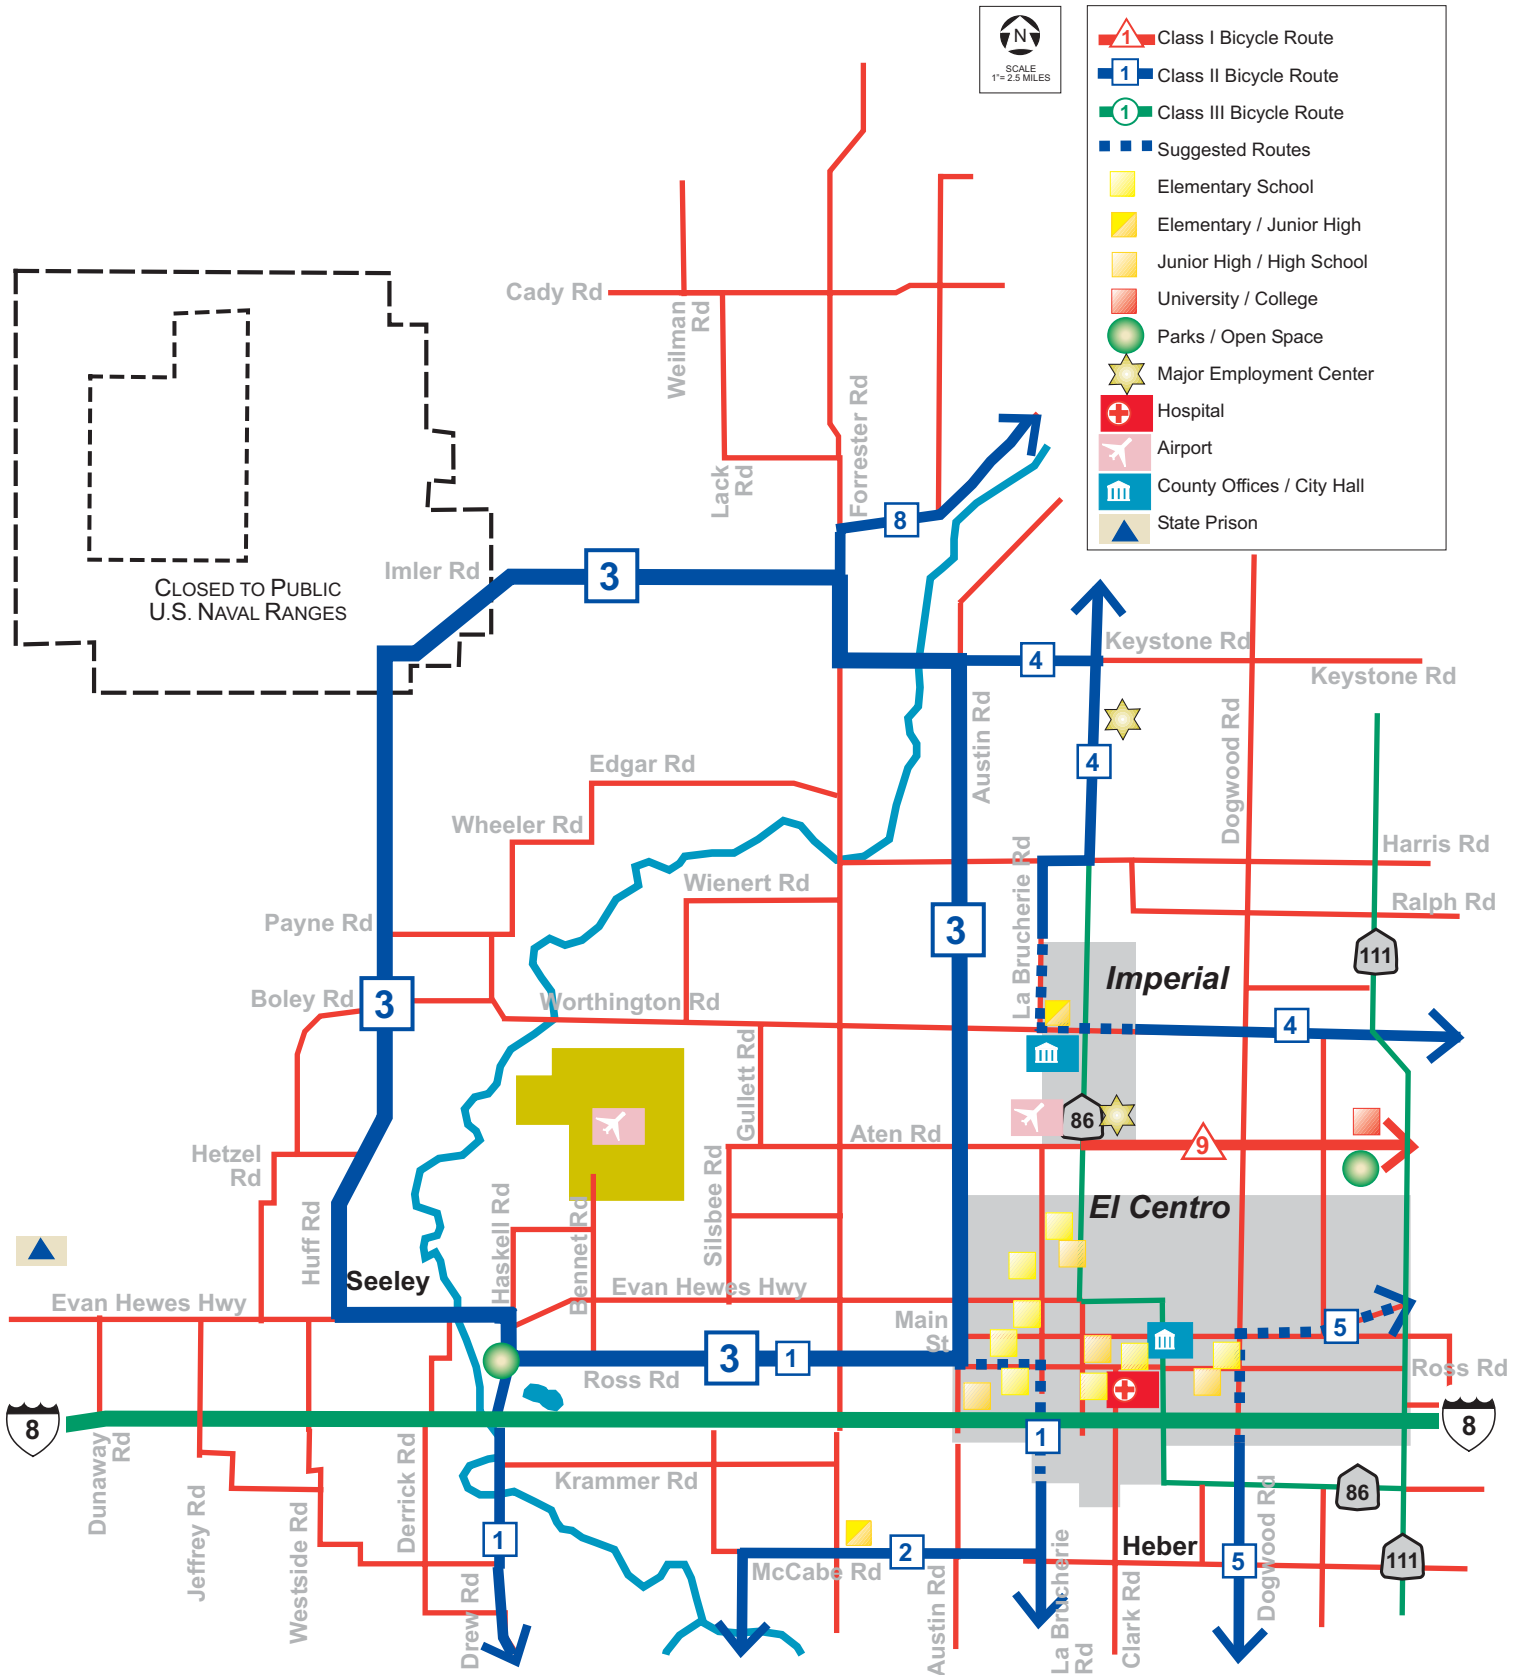 N
SCALE
1"= 2.5 MILES
1 Class I Bicycle Route
1 Class II Bicycle Route
1 Class III Bicycle Route
Suggested Routes
Elementary School
Elementary / Junior High
Junior High / High School
University / College
Parks / Open Space
Major Employment Center
Hospital
Airport
County Offices / City Hall
State Prison
Cady Rd
Weilman
Rd
Forrester Rd
Lack
Rd
8
Imler Rd
3
CLOSED TO PUBLIC
U.S. NAVAL RANGES
Keystone Rd
4
Keystone Rd
Austin Rd
Dogwood Rd
4
Edgar Rd
Wheeler Rd
La Brucherie Rd
Harris Rd
Wienert Rd
Ralph Rd
Payne Rd
3
111
Imperial
Boley Rd
3
Worthington Rd
4
Gullett Rd
86
Aten Rd
9
Hetzel
Rd
Silsbee Rd
Huff Rd
Haskell Rd
Bennet Rd
El Centro
Seeley
Evan Hewes Hwy
Evan Hewes Hwy
Main
St
5
3
1
Ross Rd
Ross Rd
8
8
1
Dunaway
Rd
Jeffrey Rd
Westside Rd
Derrick Rd
Krammer Rd
86
Dogwood Rd
1
2
McCabe Rd
Heber
5
111
Drew Rd
Austin Rd
La Brucherie
Rd
Clark Rd